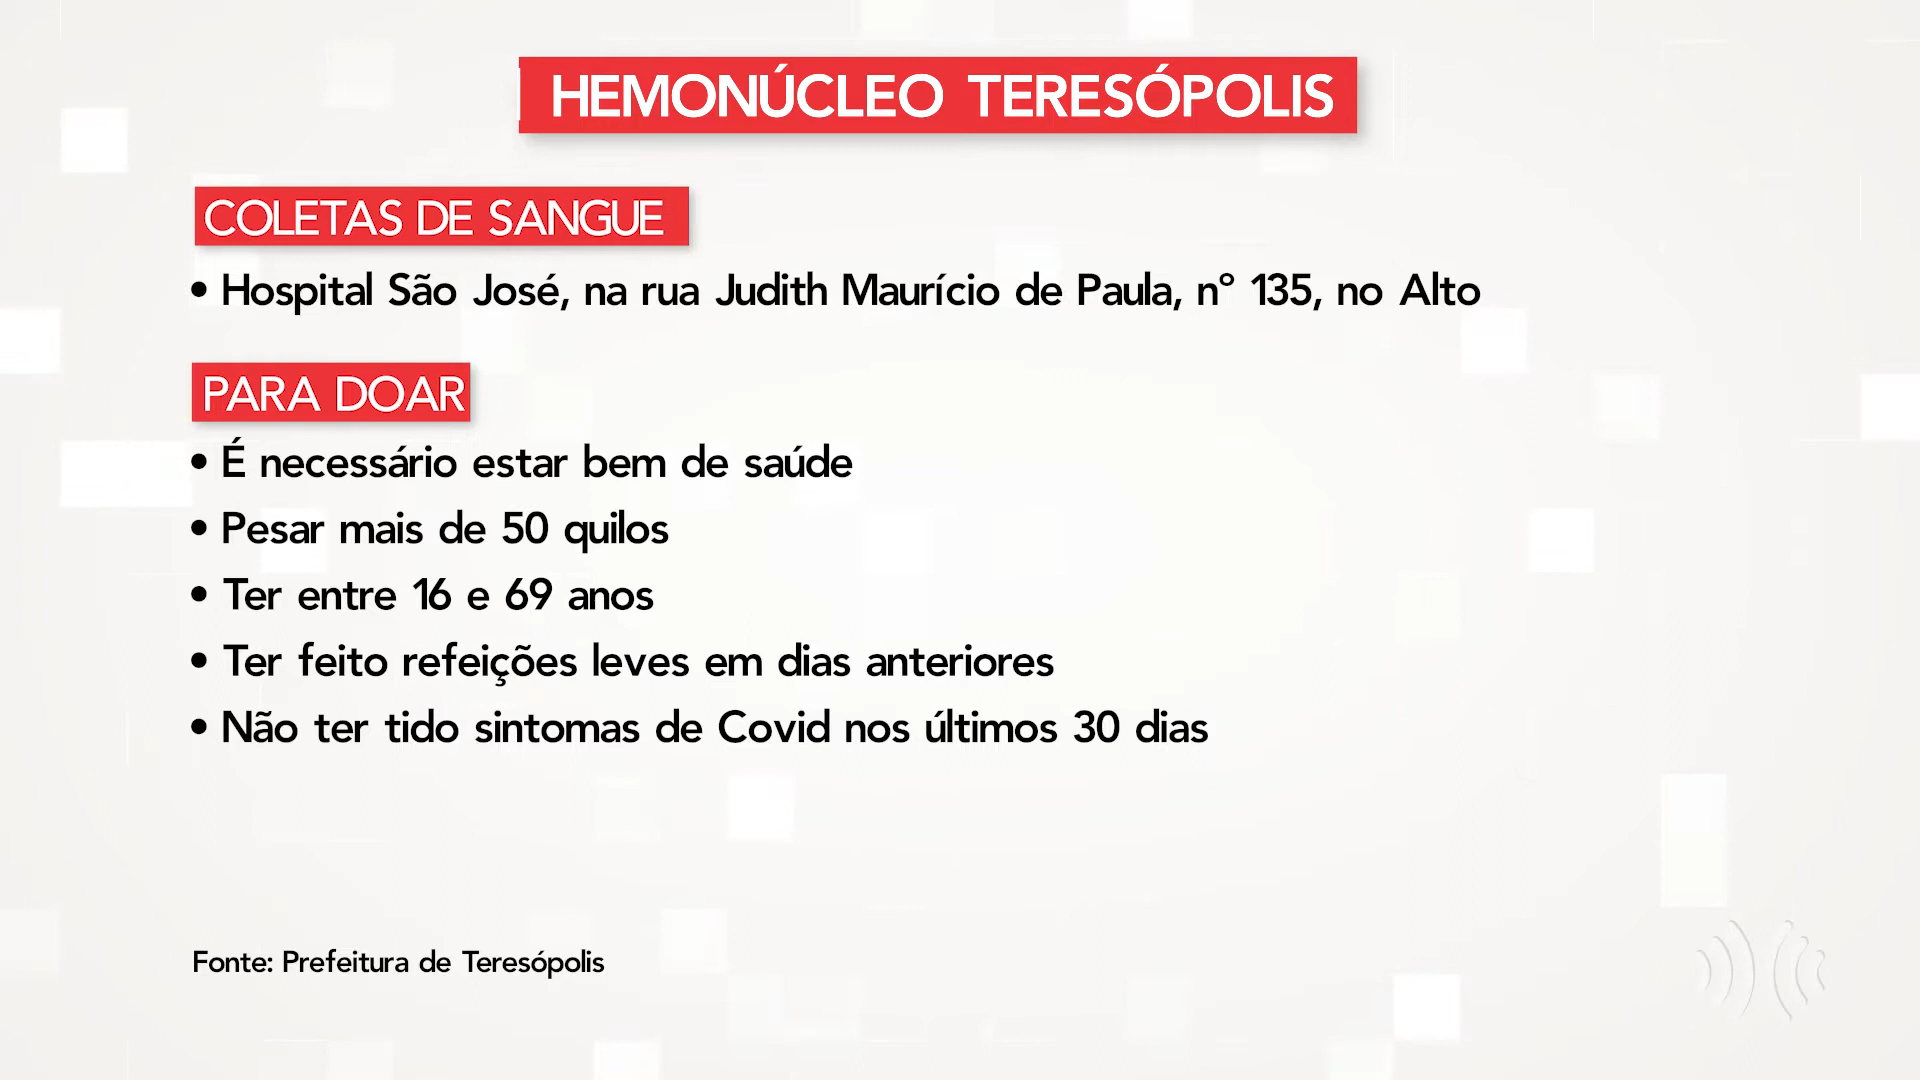 HEMONÚCLEO TERESÓPOLIS
COLETAS DE SANGUE
• Hospital São José, na rua Judith Maurício de Paula, nº 135, no Alto
PARA DOAR
• É necessário estar bem de saúde
• Pesar mais de 50 quilos
• Ter entre 16 e 69 anos
• Ter feito refeições leves em dias anteriores
• Não ter tido sintomas de Covid nos últimos 30 dias
Fonte: Prefeitura de Teresópolis